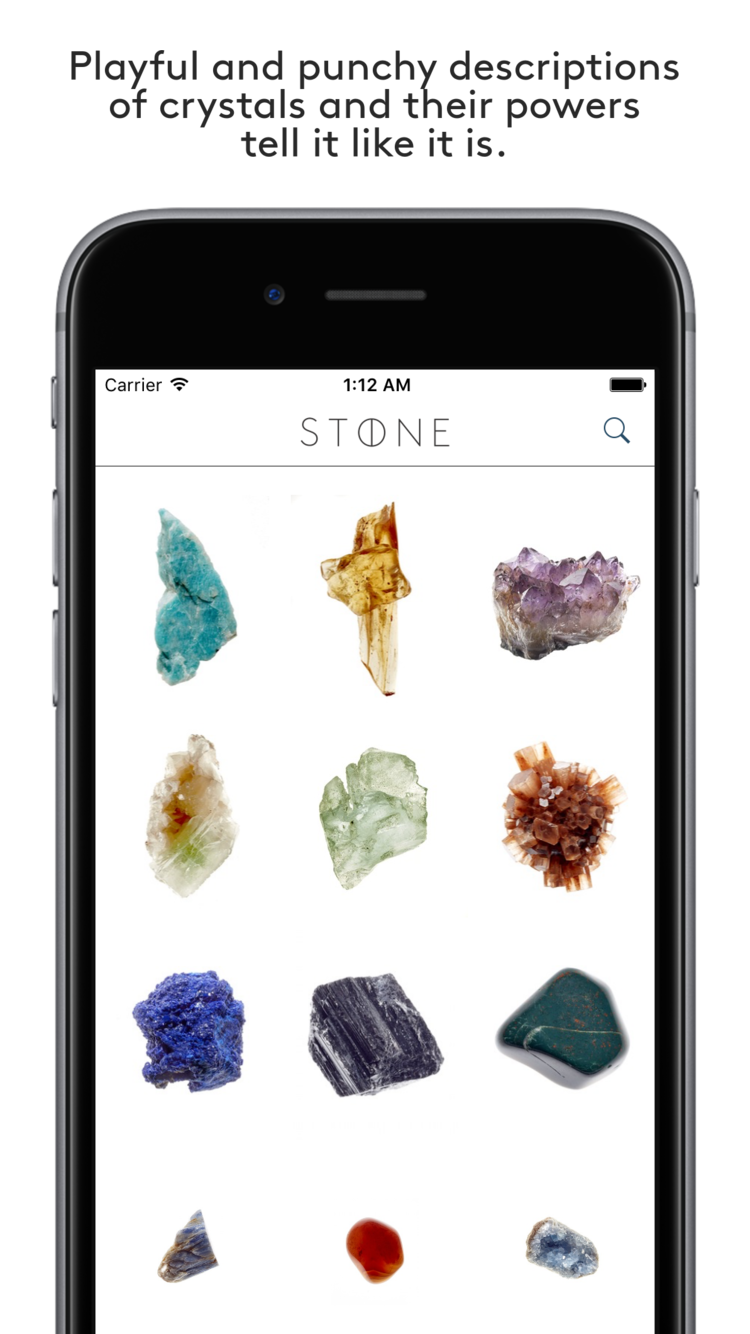 Playful and punchy descriptions
of crystals and their powers
tell it like it is.
Carrier 1:12 AM
STONE